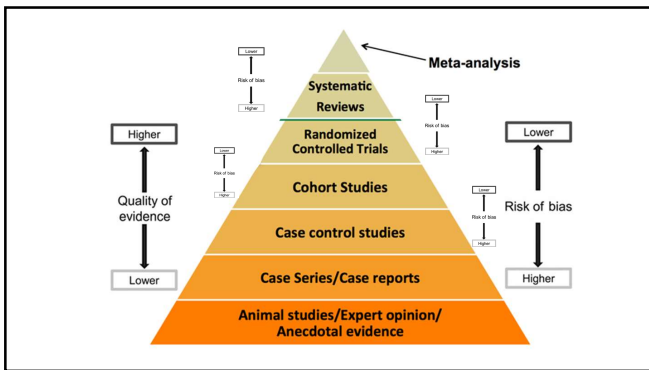 Meta-analysis
Systematic
Reviews
Randomized
Controlled Trials
Cohort Studies
Case control studies
Case Series/Case reports
Animal studies/Expert opinion/
Anecdotal evidence
Higher
Quality of
evidence
Lower
Lower
Risk of bias
Higher
Lower
Risk of bias
Higher
Lower
Risk of bias
Higher
Lower
Risk of bias
Higher
Lower
Risk of bias
Higher